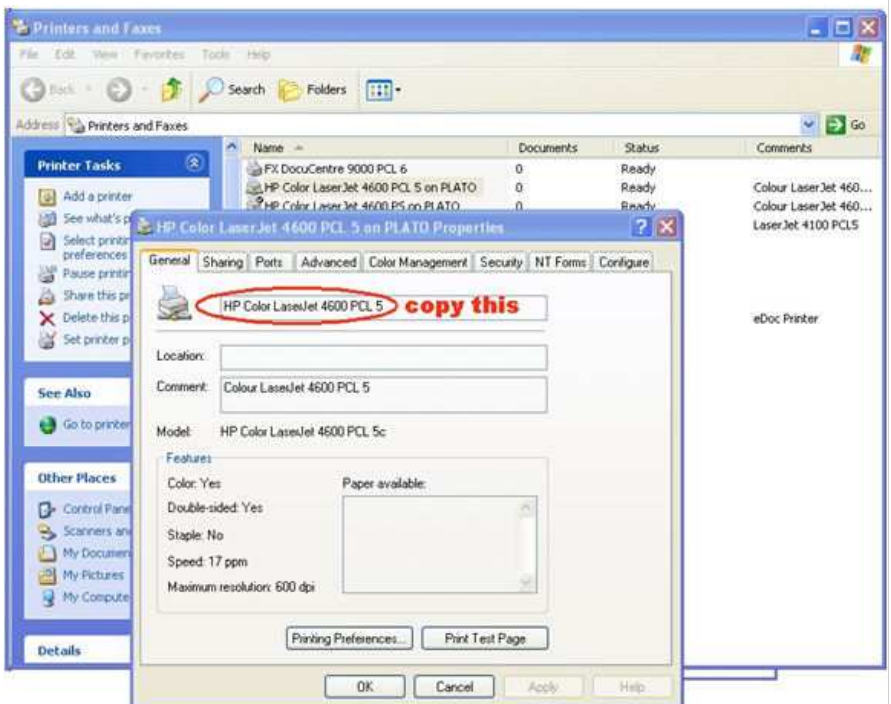 Printers and Faxes
File Edit View Favorites Tools Help
Back Search Folders
Address Printers and Faxes Go
Name Documents Status Comments
Printer Tasks
FX DocuCentre 9000 PCL 6 0 Ready
HP Color LaserJet 4600 PCL 5 on PLATO 0 Ready Colour LaserJet 460...
HP Color LaserJet 4600 PS on PLATO 0 Ready Colour LaserJet 460...
LaserJet 4100 PCL5
eDoc Printer
Add a printer
See what's p
Select printin
preferences
Pause printin
Share this pr
Delete this p
Set printer p
See Also
Go to printer
Other Places
Control Pane
Scanners and
My Documen
My Pictures
My Compute
Details
HP Color LaserJet 4600 PCL 5 on PLATO Properties
General Sharing Ports Advanced Color Management Security NT Forms Configure
HP Color LaserJet 4600 PCL 5 copy this
Location:
Comment: Colour LaserJet 4600 PCL 5
Model: HP Color LaserJet 4600 PCL 5c
Features
Color: Yes Paper available:
Double-sided: Yes
Staple: No
Speed: 17 ppm
Maximum resolution: 600 dpi
Printing Preferences... Print Test Page
OK Cancel Apply Help